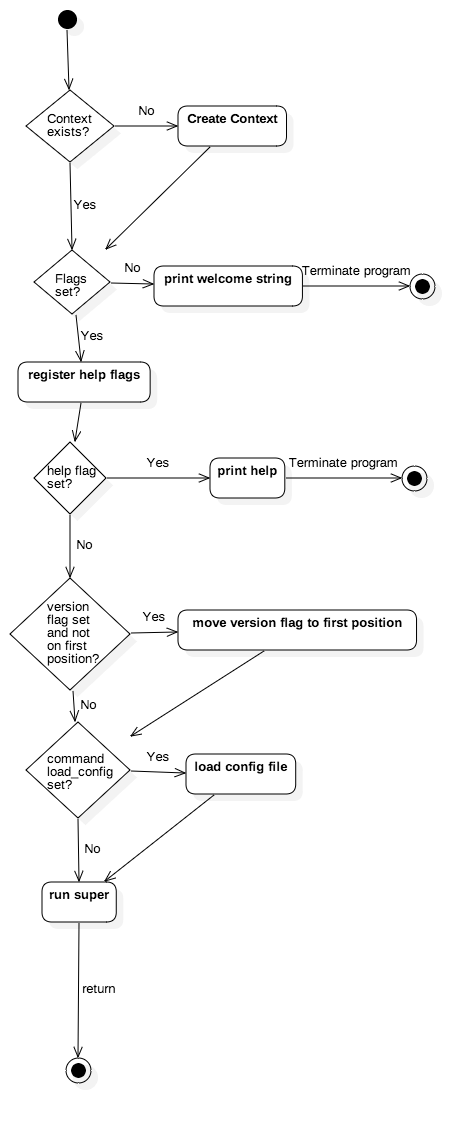 No
Context
exists?
Create Context
Yes
No
Terminate program
Flags
set?
print welcome string
Yes
register help flags
Yes
Terminate program
help flag
set?
print help
No
version
flag set
and not
on first
position?
Yes
move version flag to first position
No
command
load_config
set?
Yes
load config file
No
run super
return